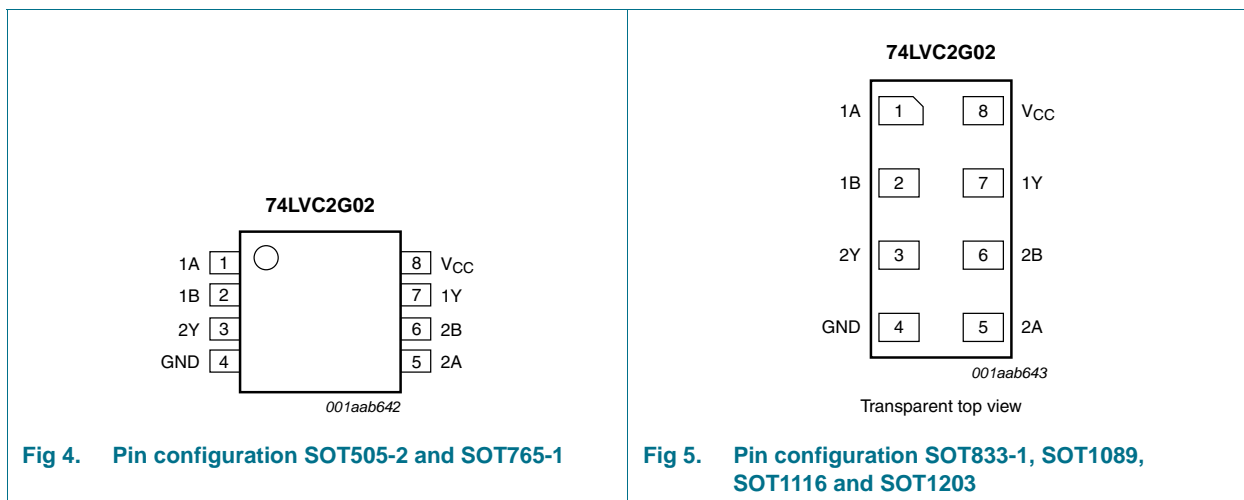 74LVC2G02
1A 1 8 VCC
1B 2 7 1Y
2Y 3 6 2B
GND 4 5 2A
001aab642
Fig 4. Pin configuration SOT505-2 and SOT765-1
74LVC2G02
1A 1 8 VCC
1B 2 7 1Y
2Y 3 6 2B
GND 4 5 2A
001aab643
Transparent top view
Fig 5. Pin configuration SOT833-1, SOT1089,
SOT1116 and SOT1203